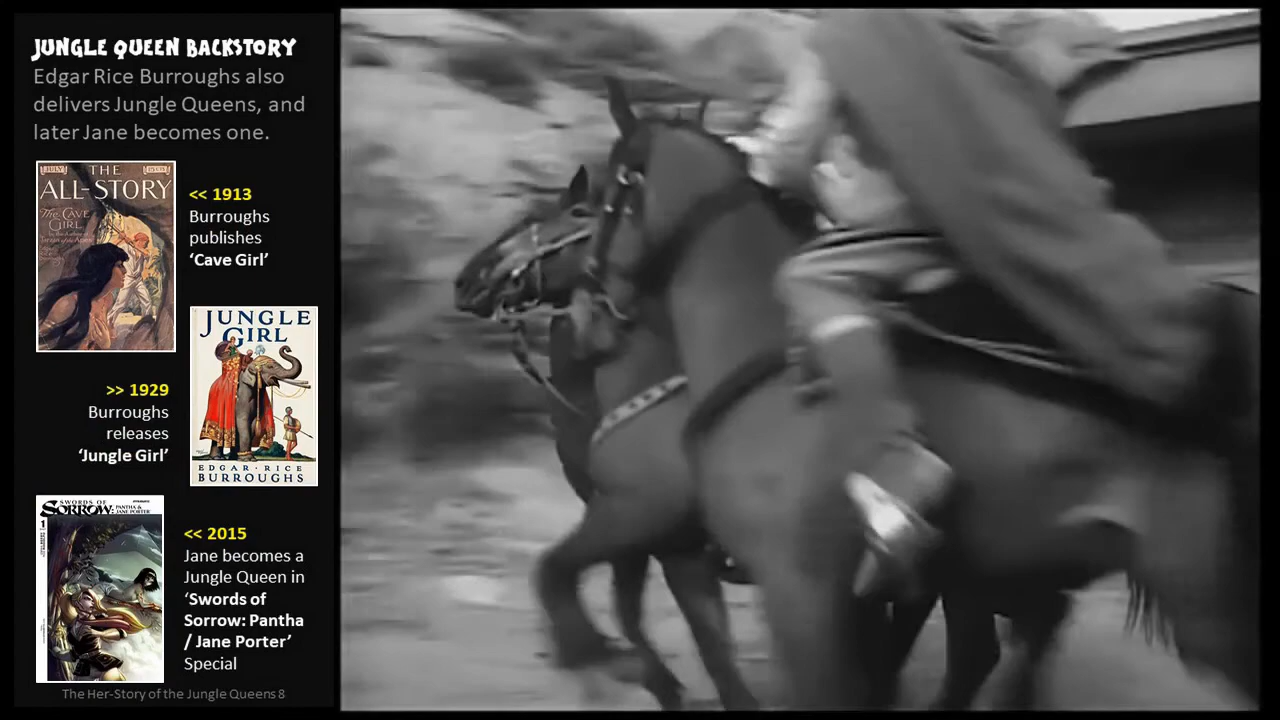 JUNGLE QUEEN BACKSTORY
Edgar Rice Burroughs also
delivers Jungle Queens, and
later Jane becomes one.
JULY
THE
ALL-STORY
The CAVE
GIRL
<< 1913
Burroughs
publishes
‘Cave Girl’
JUNGLE
GIRL
EDGAR·RICE
BURROUGHS
>> 1929
Burroughs
releases
‘Jungle Girl’
SWORDS OF
SORROW: PANTHA &
JANE PORTER
1
<< 2015
Jane becomes a
Jungle Queen in
‘Swords of
Sorrow: Pantha
/ Jane Porter’
Special
The Her-Story of the Jungle Queens 8